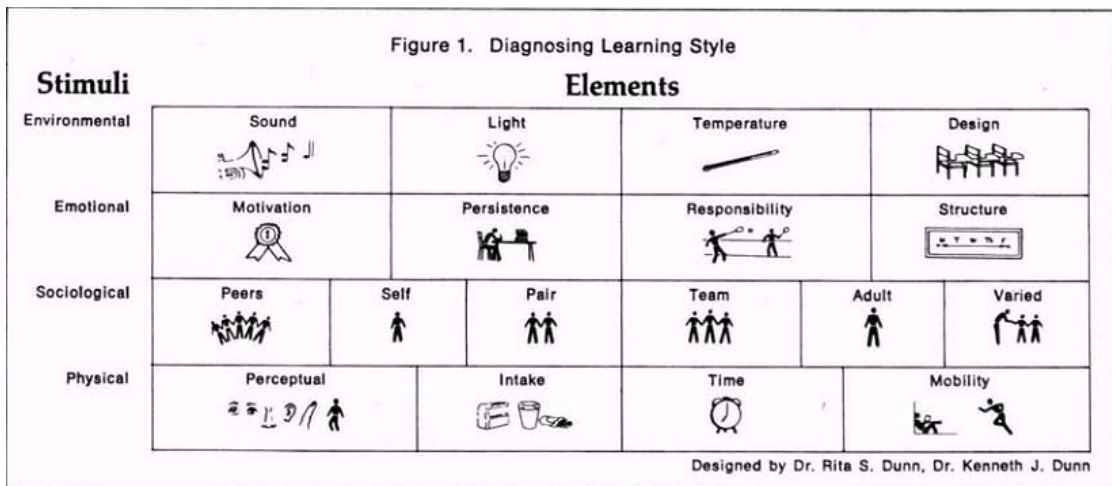 Figure 1. Diagnosing Learning Style
Stimuli Elements
Environmental Sound Light Temperature Design
Emotional Motivation Persistence Responsibility Structure
M T W Th F
Sociological Peers Self Pair Team Adult Varied
Physical Perceptual Intake Time Mobility
Designed by Dr. Rita S. Dunn, Dr. Kenneth J. Dunn